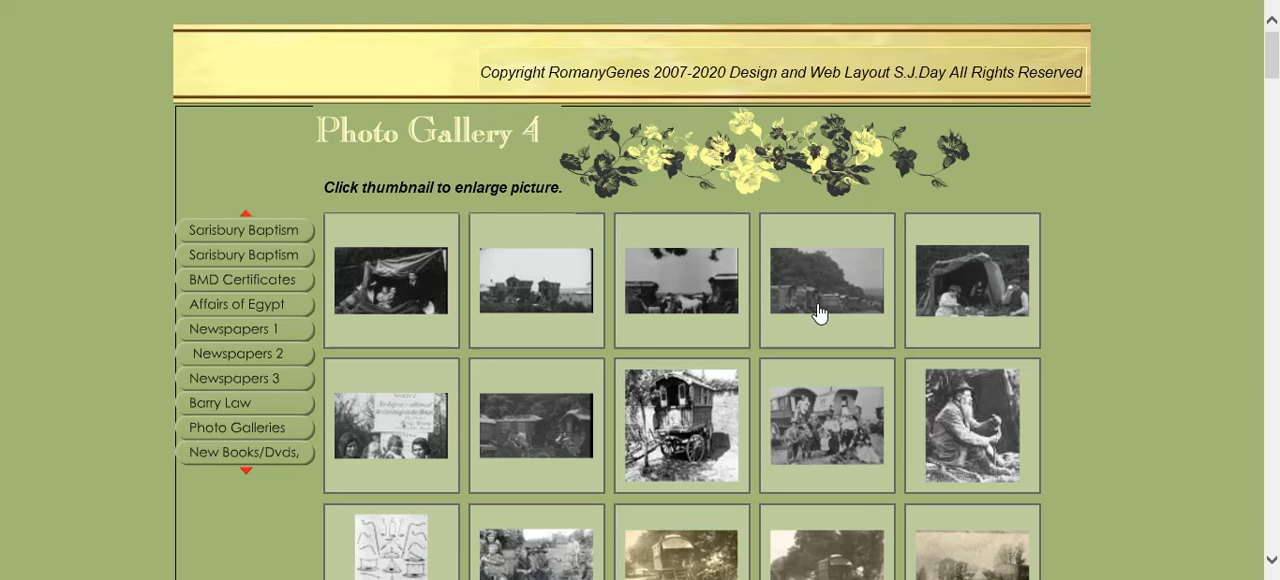 Copyright RomanyGenes 2007-2020 Design and Web Layout S.J.Day All Rights Reserved
Photo Gallery 4
Click thumbnail to enlarge picture.
Sarisbury Baptism
Sarisbury Baptism
BMD Certificates
Affairs of Egypt
Newspapers 1
Newspapers 2
Newspapers 3
Barry Law
Photo Galleries
New Books/Dvds,